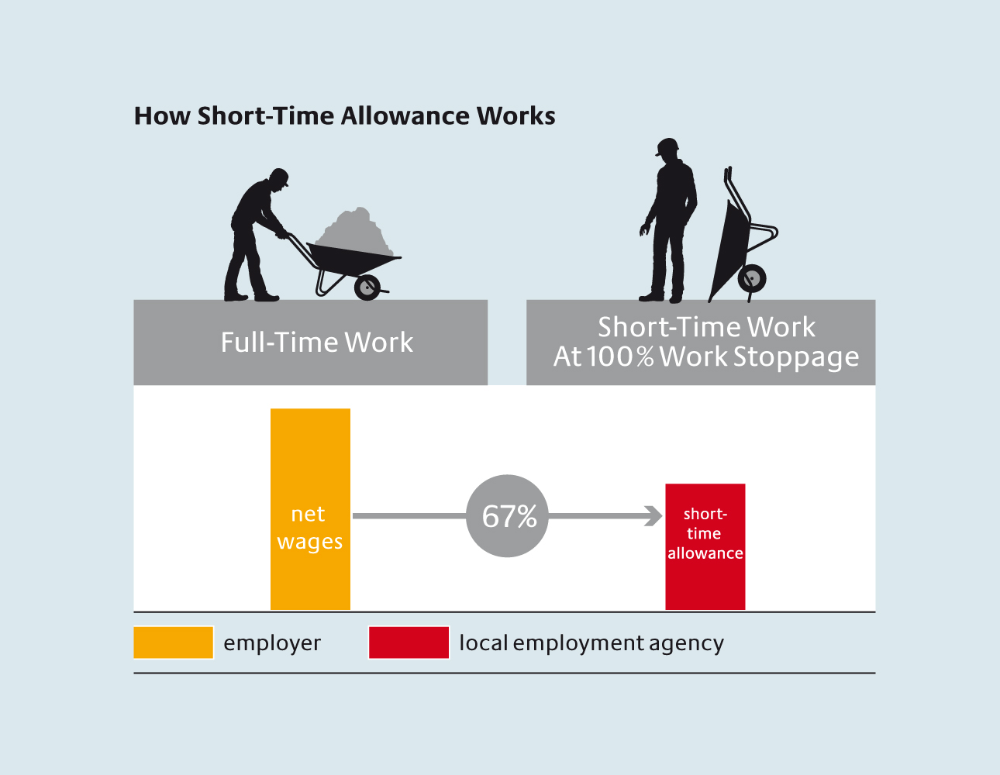 How Short-Time Allowance Works
Full-Time Work
Short-Time Work
At 100% Work Stoppage
net
wages
67%
short-
time
allowance
employer
local employment agency